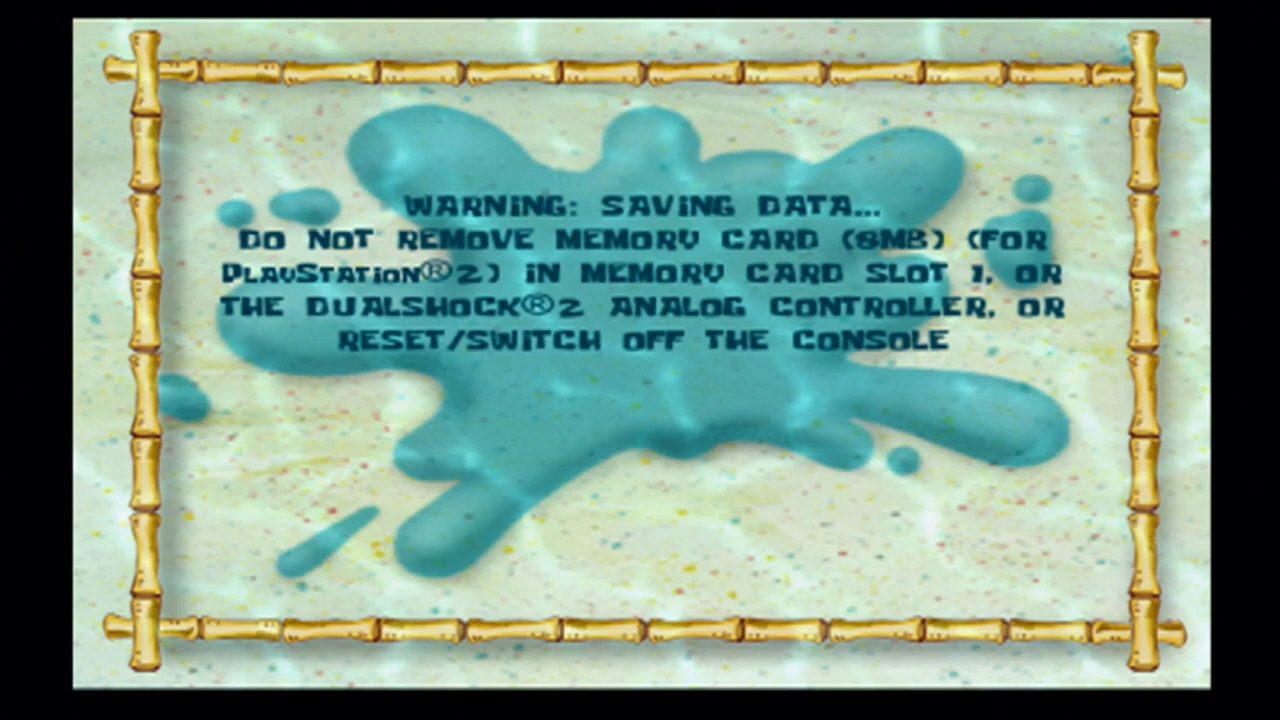 WARNING: SAVING DATA...
DO NOT REMOVE MEMORY CARD (8MB) (FOR
PLAYSTATION®2) IN MEMORY CARD SLOT 1, OR
THE DUALSHOCK®2 ANALOG CONTROLLER, OR
RESET/SWITCH OFF THE CONSOLE